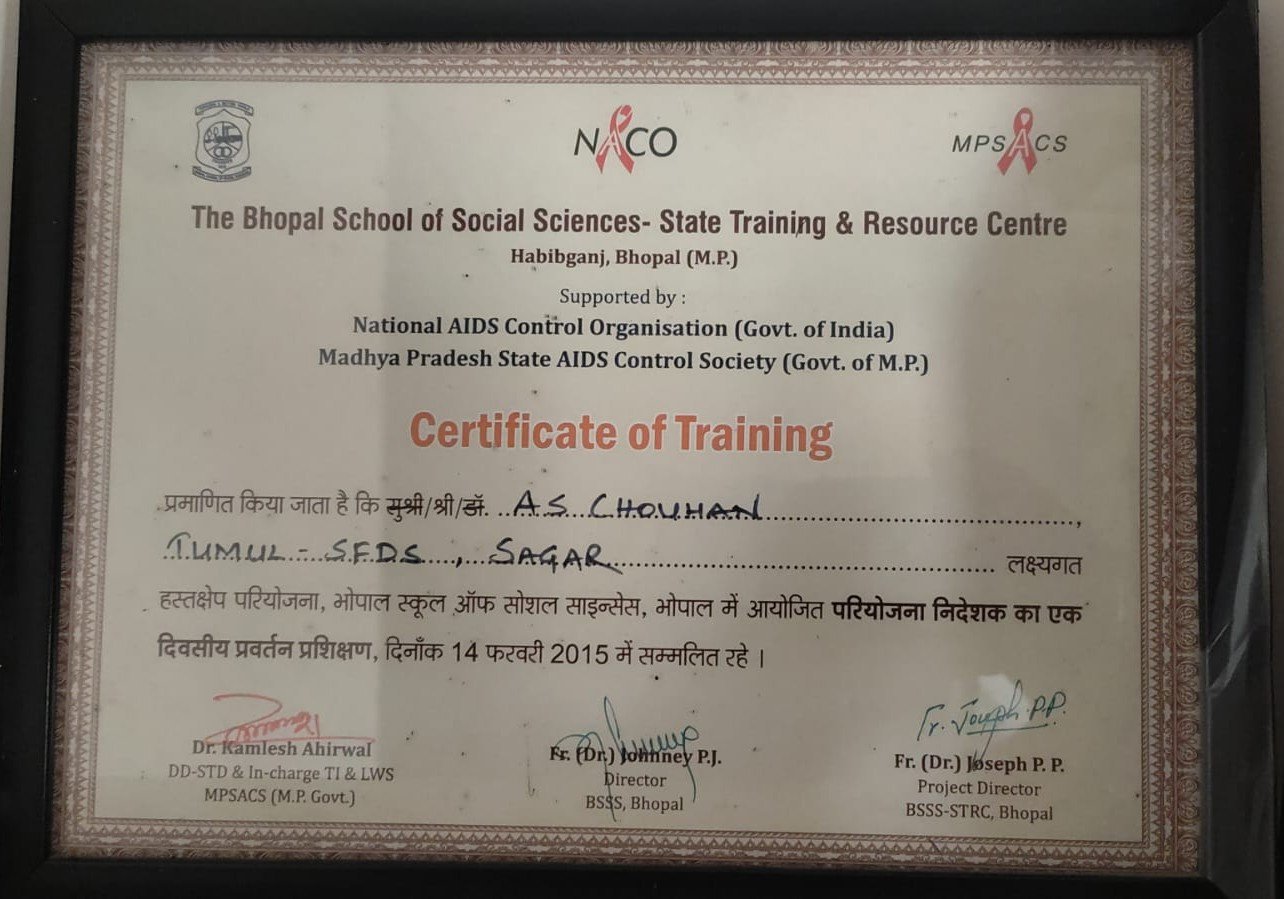 NACO
MPSACS
The Bhopal School of Social Sciences- State Training & Resource Centre
Habibganj, Bhopal (M.P.)
Supported by :
National AIDS Control Organisation (Govt. of India)
Madhya Pradesh State AIDS Control Society (Govt. of M.P.)
Certificate of Training
प्रमाणित किया जाता है कि सुश्री/श्री/डॉ. A.S. CHOUHAN,
TUMUL - SEDS, SAGAR लक्ष्यगत
हस्तक्षेप परियोजना, भोपाल स्कूल ऑफ सोशल साइन्सेस, भोपाल में आयोजित परियोजना निदेशक का एक
दिवसीय प्रवर्तन प्रशिक्षण, दिनाँक 14 फरवरी 2015 में सम्मलित रहे ।
Fr. Joseph P.P.
Dr. Kamlesh Ahirwal
DD-STD & In-charge TI & LWS
MPSACS (M.P. Govt.)
Fr. (Dr.) Johnney P.J.
Director
BSSS, Bhopal
Fr. (Dr.) Joseph P. P.
Project Director
BSSS-STRC, Bhopal